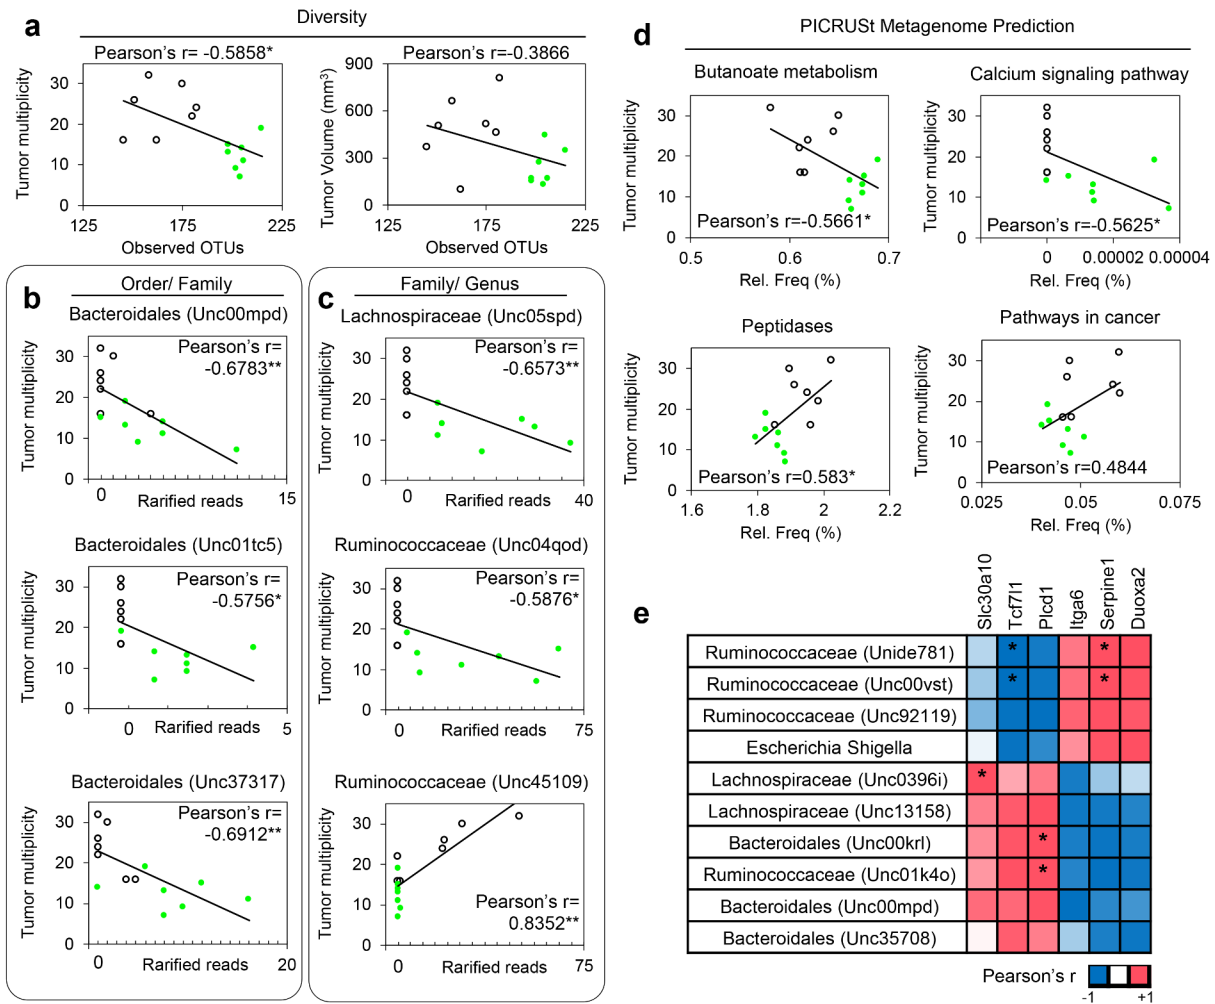 a
Diversity
Pearson's r= -0.5858*
Tumor multiplicity
30
20
10
0
125
175
225
Observed OTUs
Pearson's r=-0.3866
Tumor Volume (mm³)
900
600
300
0
125
175
225
Observed OTUs
b
Order/ Family
Bacteroidales (Unc00mpd)
Pearson's r=
-0.6783**
Tumor multiplicity
30
20
10
0
0
Rarified reads
15
Bacteroidales (Unc01tc5)
Pearson's r=
-0.5756*
Tumor multiplicity
30
20
10
0
0
Rarified reads
5
Bacteroidales (Unc37317)
Pearson's r=
-0.6912**
Tumor multiplicity
30
20
10
0
0
Rarified reads
20
c
Family/ Genus
Lachnospiraceae (Unc05spd)
Pearson's r=
-0.6573**
Tumor multiplicity
30
20
10
0
0
Rarified reads
40
Ruminococcaceae (Unc04qod)
Pearson's r=
-0.5876*
Tumor multiplicity
30
20
10
0
0
Rarified reads
75
Ruminococcaceae (Unc45109)
Tumor multiplicity
30
20
10
0
Pearson's r=
0.8352**
0
Rarified reads
75
d
PICRUSt Metagenome Prediction
Butanoate metabolism
Tumor multiplicity
30
20
10
0
Pearson's r=-0.5661*
0.5
0.6
0.7
Rel. Freq (%)
Calcium signaling pathway
Tumor multiplicity
30
20
10
0
Pearson's r=-0.5625*
0
0.00002
0.00004
Rel. Freq (%)
Peptidases
Tumor multiplicity
30
20
10
0
Pearson's r=0.583*
1.6
1.8
2
2.2
Rel. Freq (%)
Pathways in cancer
Tumor multiplicity
30
20
10
0
Pearson's r=0.4844
0.025
0.05
0.075
Rel. Freq (%)
e
Slc30a10
Tcf7l1
Plcd1
Itga6
Serpine1
Duoxa2
Ruminococcaceae (Unide781)
* *
Ruminococcaceae (Unc00vst)
* *
Ruminococcaceae (Unc92119)
Escherichia Shigella
Lachnospiraceae (Unc0396i)
*
Lachnospiraceae (Unc13158)
Bacteroidales (Unc00krl)
*
Ruminococcaceae (Unc01k4o)
*
Bacteroidales (Unc00mpd)
Bacteroidales (Unc35708)
Pearson's r
-1
+1